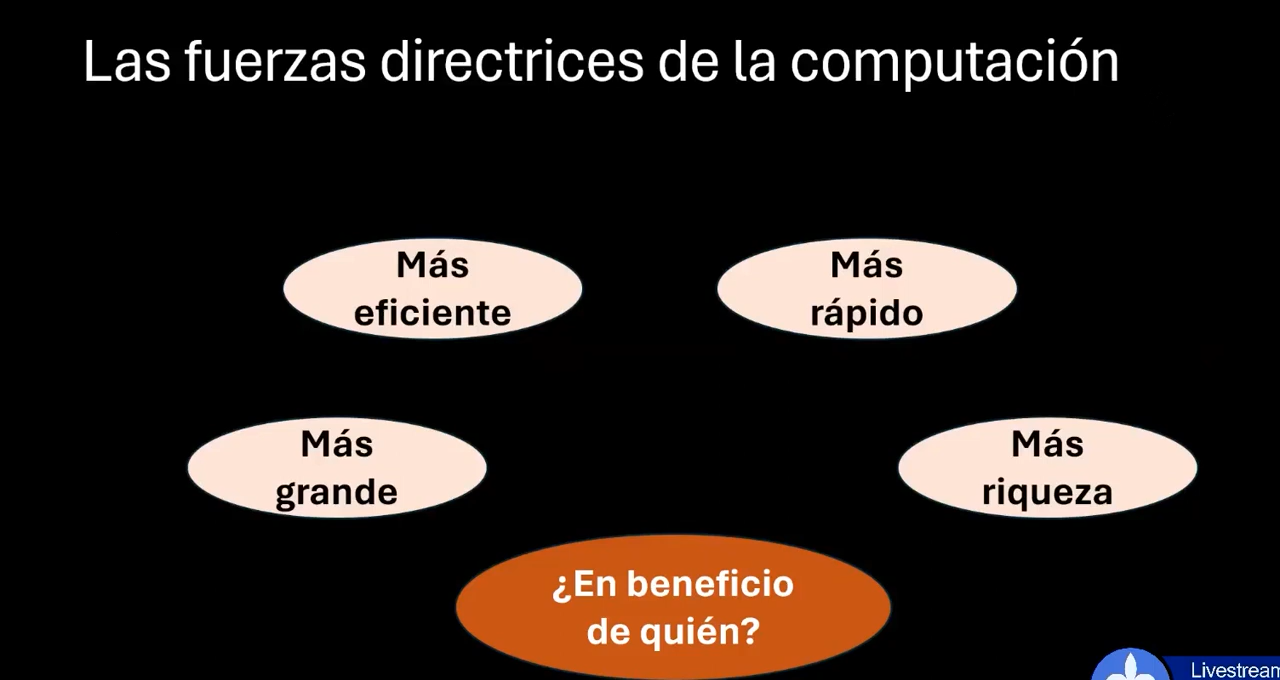 Las fuerzas directrices de la computación
Más
eficiente
Más
rápido
Más
grande
Más
riqueza
¿En beneficio
de quién?
Livestream